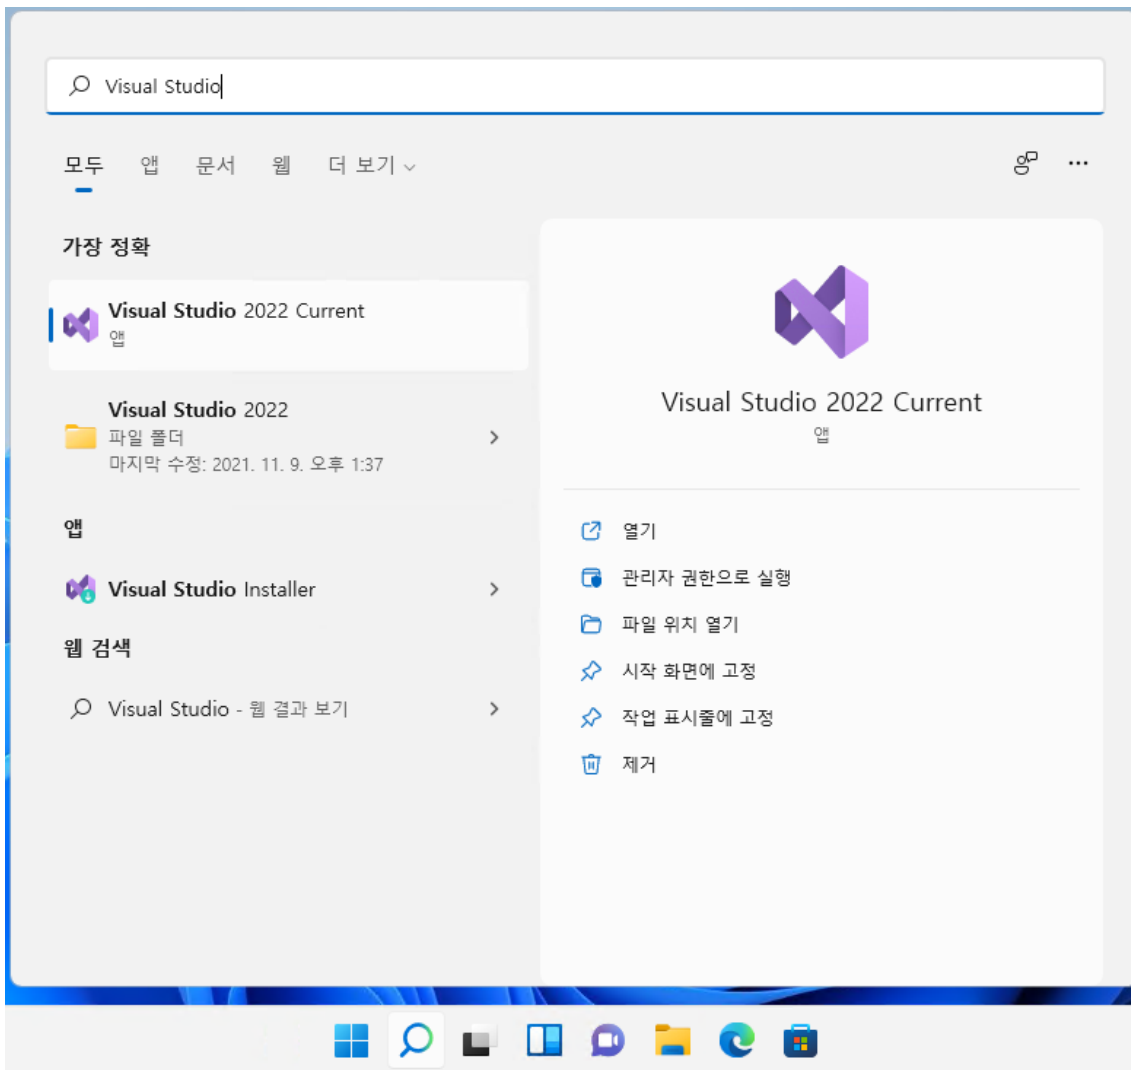 Visual Studio
모두 앱 문서 웹 더 보기
가장 정확
Visual Studio 2022 Current
앱
Visual Studio 2022
파일 폴더
마지막 수정: 2021. 11. 9. 오후 1:37
앱
Visual Studio Installer
웹 검색
Visual Studio - 웹 결과 보기
Visual Studio 2022 Current
앱
열기
관리자 권한으로 실행
파일 위치 열기
시작 화면에 고정
작업 표시줄에 고정
제거